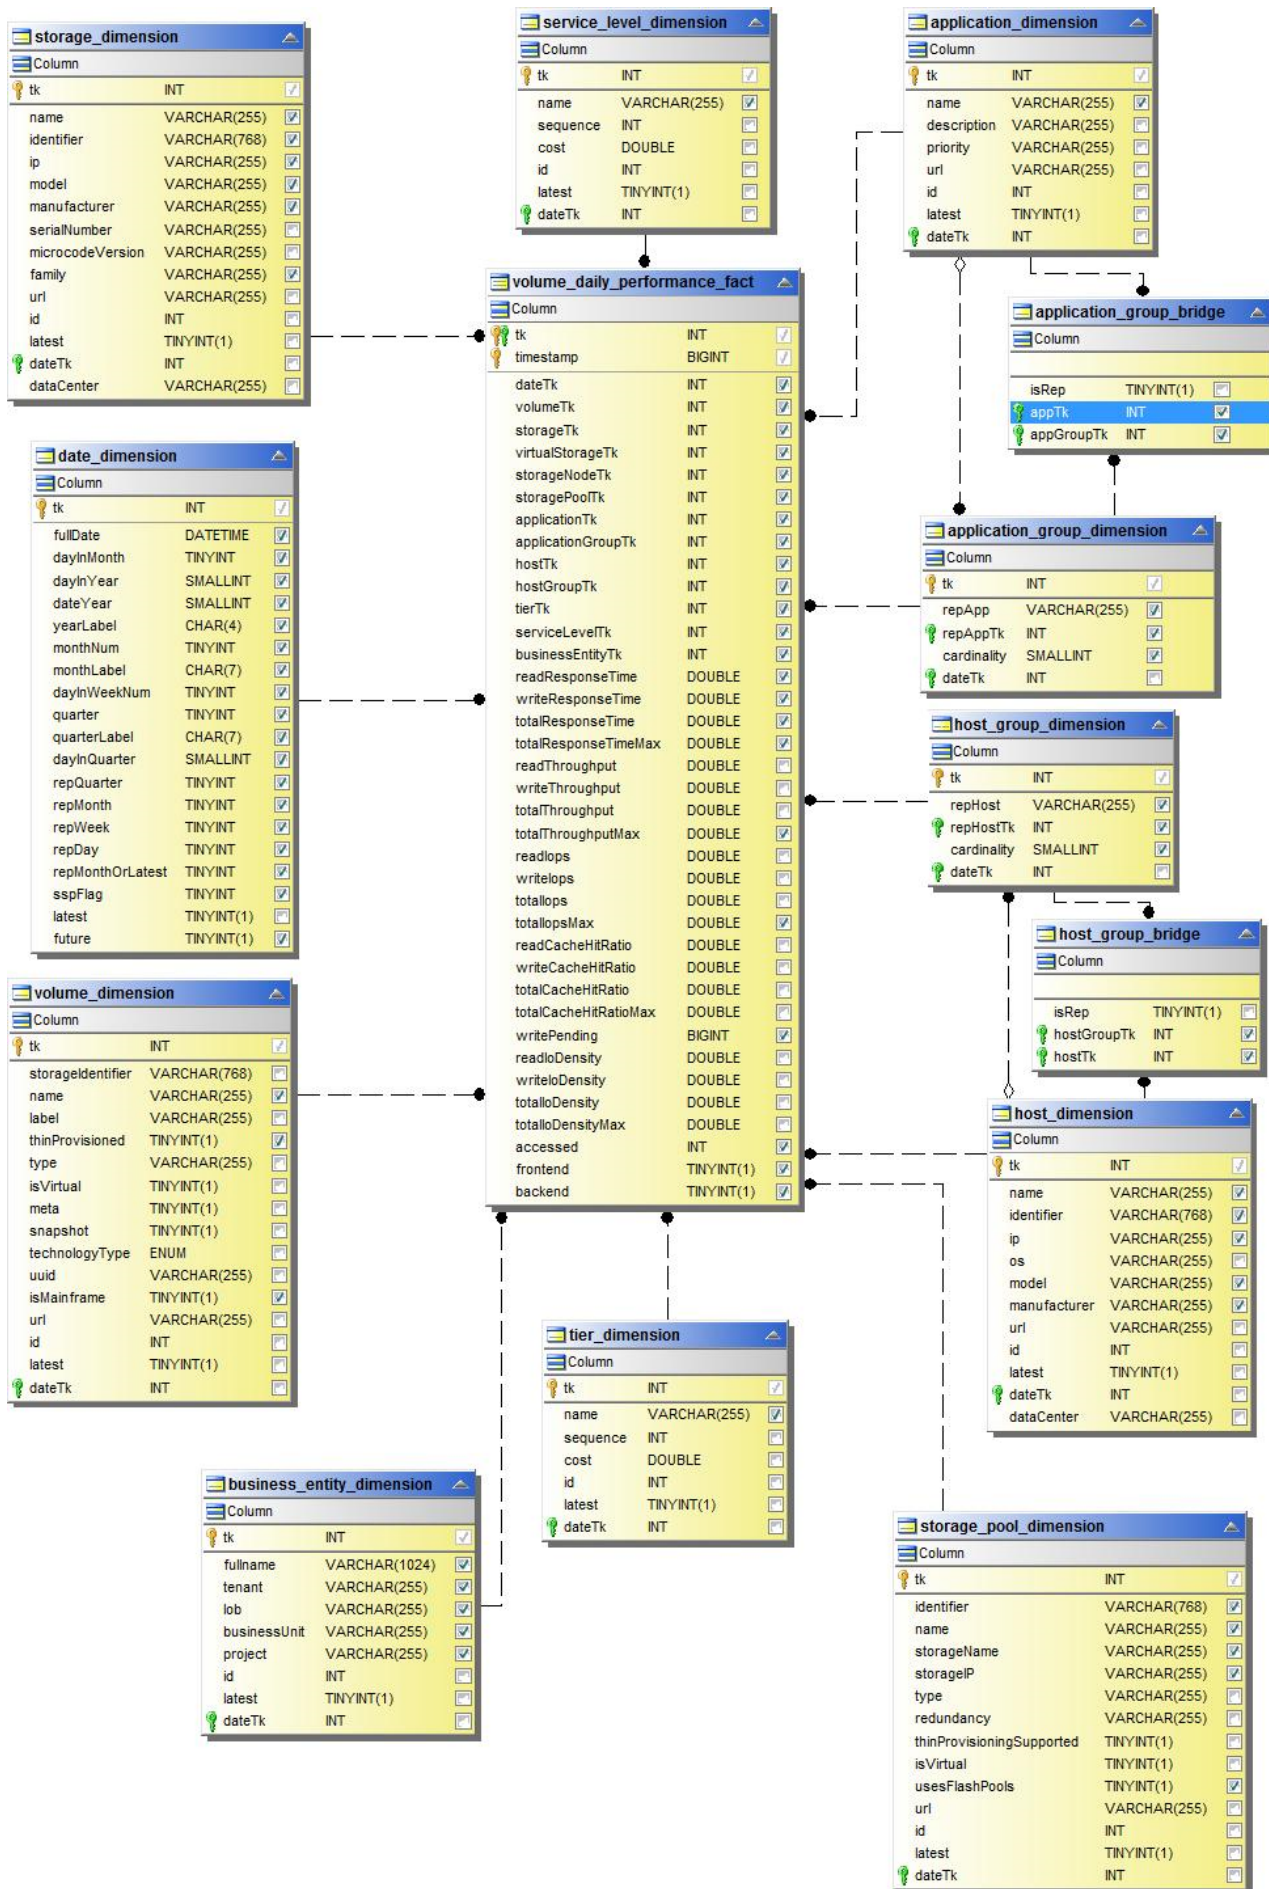 storage_dimension
Column
tk INT
name VARCHAR(255)
identifier VARCHAR(768)
ip VARCHAR(255)
model VARCHAR(255)
manufacturer VARCHAR(255)
serialNumber VARCHAR(255)
microcodeVersion VARCHAR(255)
family VARCHAR(255)
url VARCHAR(255)
id INT
latest TINYINT(1)
dateTk INT
dataCenter VARCHAR(255)
service_level_dimension
Column
tk INT
name VARCHAR(255)
sequence INT
cost DOUBLE
id INT
latest TINYINT(1)
dateTk INT
application_dimension
Column
tk INT
name VARCHAR(255)
description VARCHAR(255)
priority VARCHAR(255)
url VARCHAR(255)
id INT
latest TINYINT(1)
dateTk INT
application_group_bridge
Column
isRep TINYINT(1)
appTk INT
appGroupTk INT
volume_daily_performance_fact
Column
tk INT
timestamp BIGINT
dateTk INT
volumeTk INT
storageTk INT
virtualStorageTk INT
storageNodeTk INT
storagePoolTk INT
applicationTk INT
applicationGroupTk INT
hostTk INT
hostGroupTk INT
tierTk INT
serviceLevelTk INT
businessEntityTk INT
readResponseTime DOUBLE
writeResponseTime DOUBLE
totalResponseTime DOUBLE
totalResponseTimeMax DOUBLE
readThroughput DOUBLE
writeThroughput DOUBLE
totalThroughput DOUBLE
totalThroughputMax DOUBLE
readIops DOUBLE
writeIops DOUBLE
totalIops DOUBLE
totalIopsMax DOUBLE
readCacheHitRatio DOUBLE
writeCacheHitRatio DOUBLE
totalCacheHitRatio DOUBLE
totalCacheHitRatioMax DOUBLE
writePending BIGINT
readIoDensity DOUBLE
writeIoDensity DOUBLE
totalIoDensity DOUBLE
totalIoDensityMax DOUBLE
accessed INT
frontend TINYINT(1)
backend TINYINT(1)
date_dimension
Column
tk INT
fullDate DATETIME
dayInMonth TINYINT
dayInYear SMALLINT
dateYear SMALLINT
yearLabel CHAR(4)
monthNum TINYINT
monthLabel CHAR(7)
dayInWeekNum TINYINT
quarter TINYINT
quarterLabel CHAR(7)
dayInQuarter SMALLINT
repQuarter TINYINT
repMonth TINYINT
repWeek TINYINT
repDay TINYINT
repMonthOrLatest TINYINT
sspFlag TINYINT
latest TINYINT(1)
future TINYINT(1)
application_group_dimension
Column
tk INT
repApp VARCHAR(255)
repAppTk INT
cardinality SMALLINT
dateTk INT
host_group_dimension
Column
tk INT
repHost VARCHAR(255)
repHostTk INT
cardinality SMALLINT
dateTk INT
host_group_bridge
Column
isRep TINYINT(1)
hostGroupTk INT
hostTk INT
volume_dimension
Column
tk INT
storageIdentifier VARCHAR(768)
name VARCHAR(255)
label VARCHAR(255)
thinProvisioned TINYINT(1)
type VARCHAR(255)
isVirtual TINYINT(1)
meta TINYINT(1)
snapshot TINYINT(1)
technologyType ENUM
uuid VARCHAR(255)
isMainframe TINYINT(1)
url VARCHAR(255)
id INT
latest TINYINT(1)
dateTk INT
host_dimension
Column
tk INT
name VARCHAR(255)
identifier VARCHAR(768)
ip VARCHAR(255)
os VARCHAR(255)
model VARCHAR(255)
manufacturer VARCHAR(255)
url VARCHAR(255)
id INT
latest TINYINT(1)
dateTk INT
dataCenter VARCHAR(255)
tier_dimension
Column
tk INT
name VARCHAR(255)
sequence INT
cost DOUBLE
id INT
latest TINYINT(1)
dateTk INT
business_entity_dimension
Column
tk INT
fullname VARCHAR(1024)
tenant VARCHAR(255)
lob VARCHAR(255)
businessUnit VARCHAR(255)
project VARCHAR(255)
id INT
latest TINYINT(1)
dateTk INT
storage_pool_dimension
Column
tk INT
identifier VARCHAR(768)
name VARCHAR(255)
storageName VARCHAR(255)
storageIP VARCHAR(255)
type VARCHAR(255)
redundancy VARCHAR(255)
thinProvisioningSupported TINYINT(1)
isVirtual TINYINT(1)
usesFlashPools TINYINT(1)
url VARCHAR(255)
id INT
latest TINYINT(1)
dateTk INT